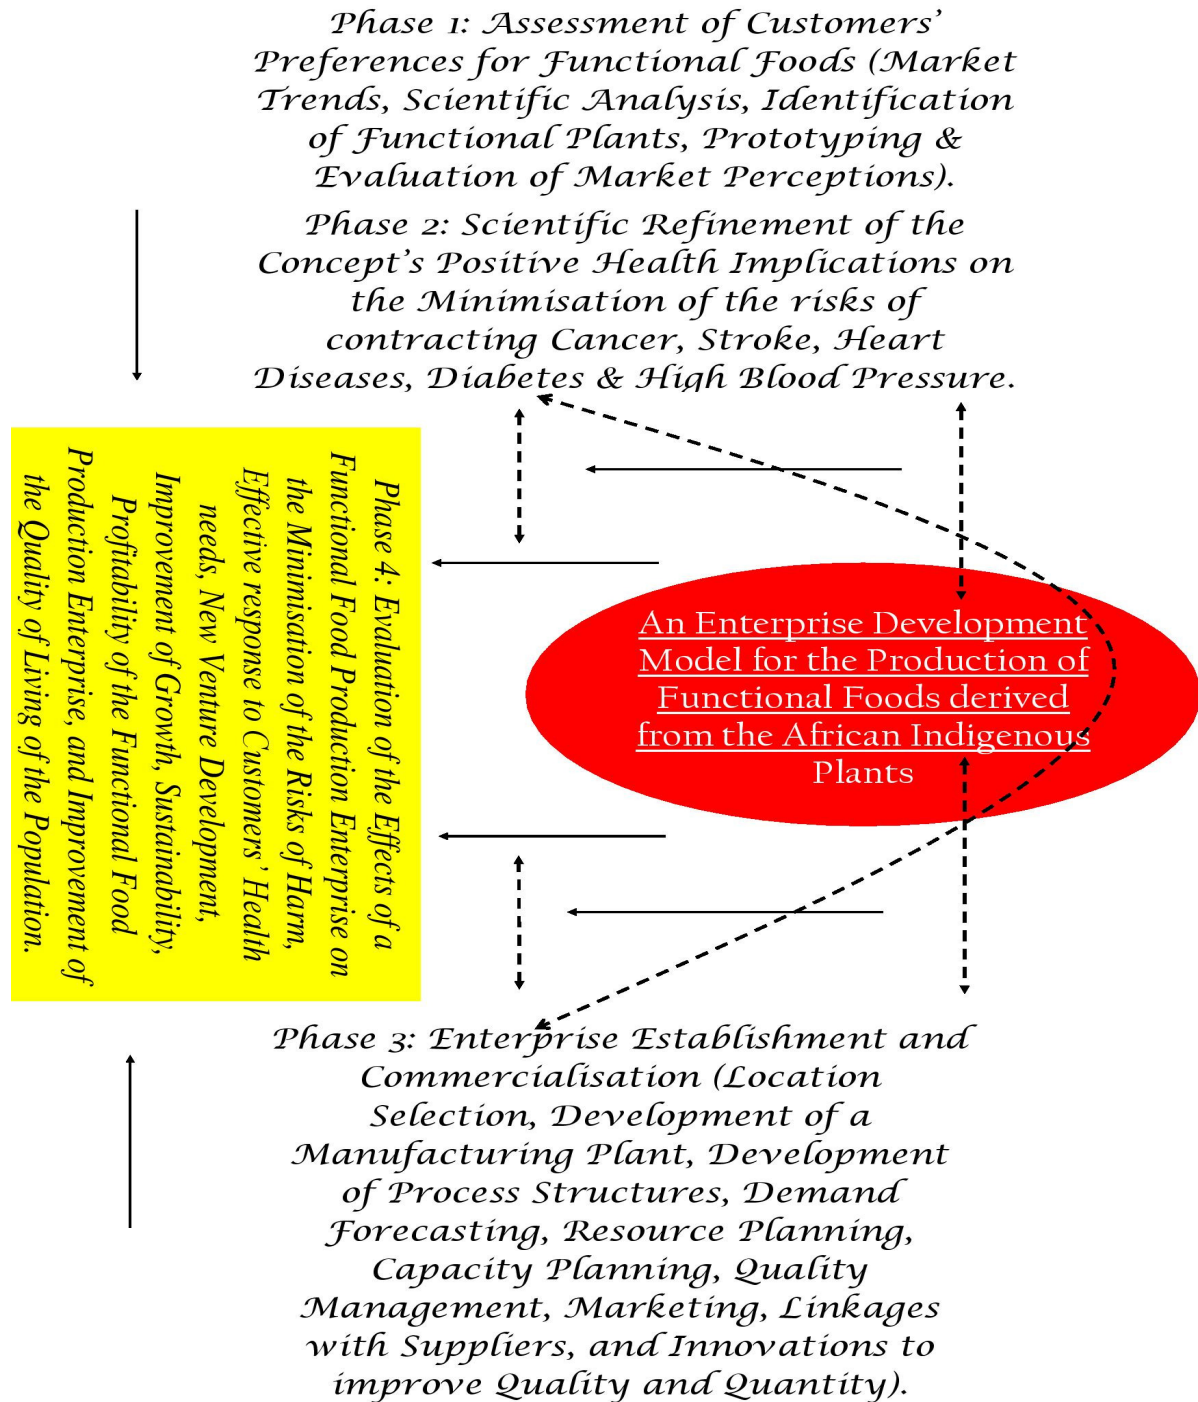 Phase 1: Assessment of Customers'
Preferences for Functional Foods (Market
Trends, Scientific Analysis, Identification
of Functional Plants, Prototyping &
Evaluation of Market Perceptions).
Phase 2: Scientific Refinement of the
Concept's Positive Health Implications on
the Minimisation of the risks of
contracting Cancer, Stroke, Heart
Diseases, Diabetes & High Blood Pressure.
Phase 4: Evaluation of the Effects of a
Functional Food Production Enterprise on
the Minimisation of the Risks of Harm,
Effective response to Customers' Health
needs, New Venture Development,
Improvement of Growth, Sustainability,
Profitability of the Functional Food
Production Enterprise, and Improvement of
the Quality of Living of the Population.
An Enterprise Development
Model for the Production of
Functional Foods derived
from the African Indigenous
Plants
Phase 3: Enterprise Establishment and
Commercialisation (Location
Selection, Development of a
Manufacturing Plant, Development
of Process Structures, Demand
Forecasting, Resource Planning,
Capacity Planning, Quality
Management, Marketing, Linkages
with Suppliers, and Innovations to
improve Quality and Quantity).